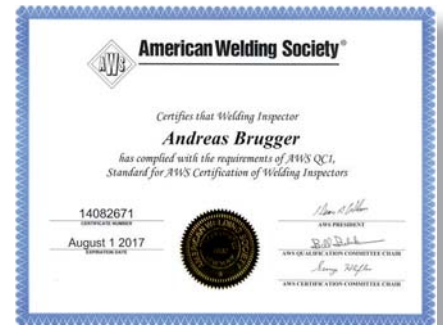 AWS
American Welding Society®
Certifies that Welding Inspector
Andreas Brugger
has complied with the requirements of AWS QC1,
Standard for AWS Certification of Welding Inspectors
14082671
CERTIFICATE NUMBER
August 1 2017
EXPIRATION DATE
AWS PRESIDENT
AWS QUALIFICATION COMMITTEE CHAIR
AWS CERTIFICATION COMMITTEE CHAIR